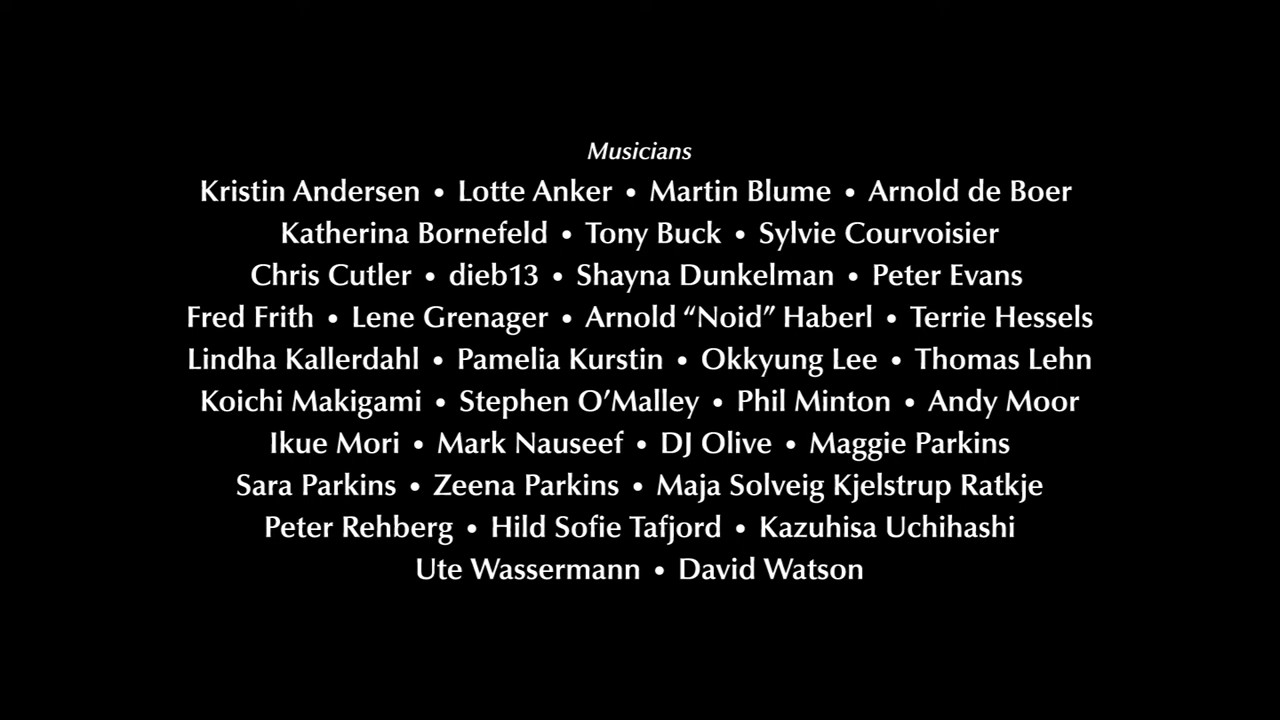 Musicians
Kristin Andersen • Lotte Anker • Martin Blume • Arnold de Boer
Katherina Bornefeld • Tony Buck • Sylvie Courvoisier
Chris Cutler • dieb13 • Shayna Dunkelman • Peter Evans
Fred Frith • Lene Grenager • Arnold “Noid” Haberl • Terrie Hessels
Lindha Kallerdahl • Pamelia Kurstin • Okkyung Lee • Thomas Lehn
Koichi Makigami • Stephen O’Malley • Phil Minton • Andy Moor
Ikue Mori • Mark Nauseef • DJ Olive • Maggie Parkins
Sara Parkins • Zeena Parkins • Maja Solveig Kjelstrup Ratkje
Peter Rehberg • Hild Sofie Tafjord • Kazuhisa Uchihashi
Ute Wassermann • David Watson